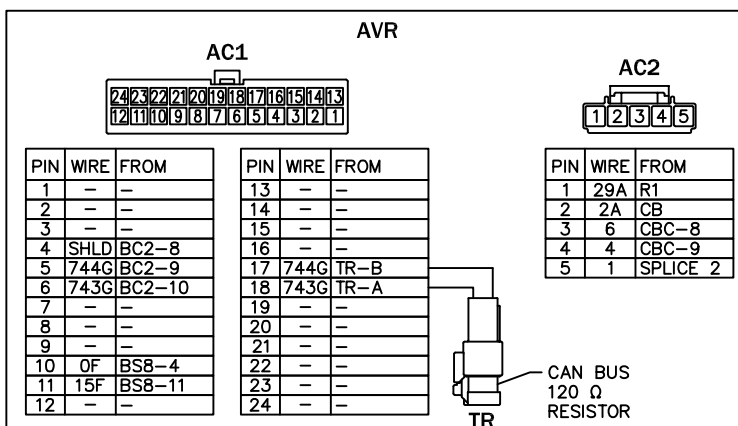 AVR
AC1
24 23 22 21 20 19 18 17 16 15 14 13
12 11 10 9 8 7 6 5 4 3 2 1
PIN WIRE FROM
1 – –
2 – –
3 – –
4 SHLD BC2–8
5 744G BC2–9
6 743G BC2–10
7 – –
8 – –
9 – –
10 0F BS8–4
11 15F BS8–11
12 – –
PIN WIRE FROM
13 – –
14 – –
15 – –
16 – –
17 744G TR–B
18 743G TR–A
19 – –
20 – –
21 – –
22 – –
23 – –
24 – –
TR
CAN BUS
120 Ω
RESISTOR
AC2
1 2 3 4 5
PIN WIRE FROM
1 29A R1
2 2A CB
3 6 CBC–8
4 4 CBC–9
5 1 SPLICE 2